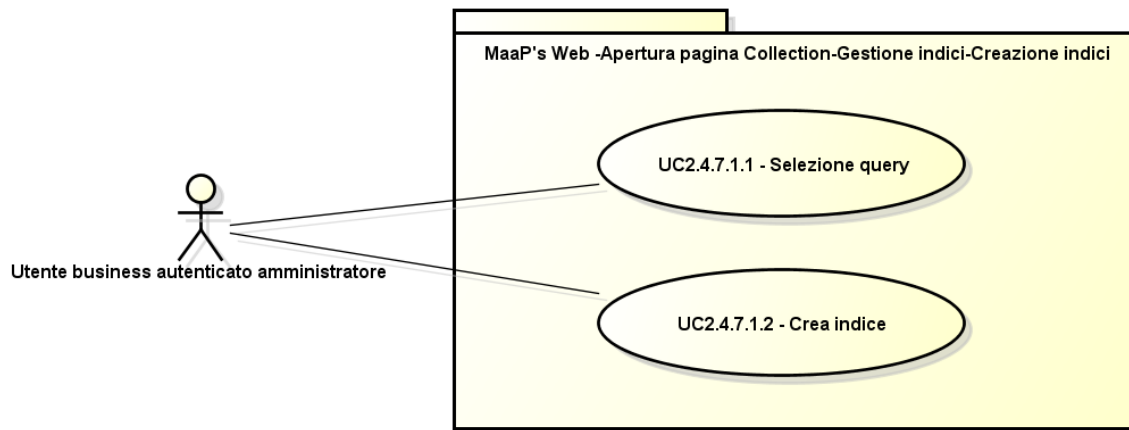 MaaP's Web -Apertura pagina Collection-Gestione indici-Creazione indici
UC2.4.7.1.1 - Selezione query
Utente business autenticato amministratore
UC2.4.7.1.2 - Crea indice